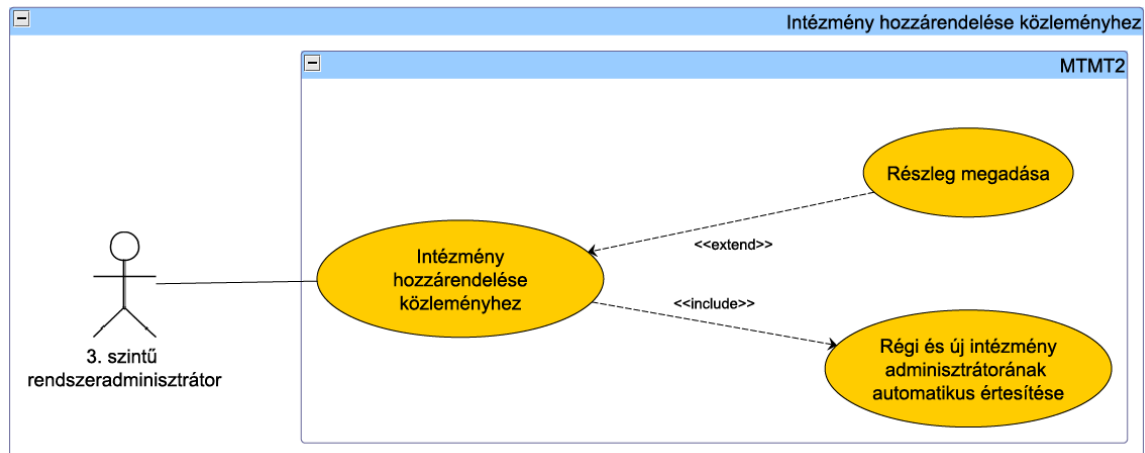 Intézmény hozzárendelése közleményhez
MTMT2
Részleg megadása
<<extend>>
Intézmény
hozzárendelése
közleményhez
<<include>>
Régi és új intézmény
adminisztrátorának
automatikus értesítése
3. szintű
rendszeradminisztrátor